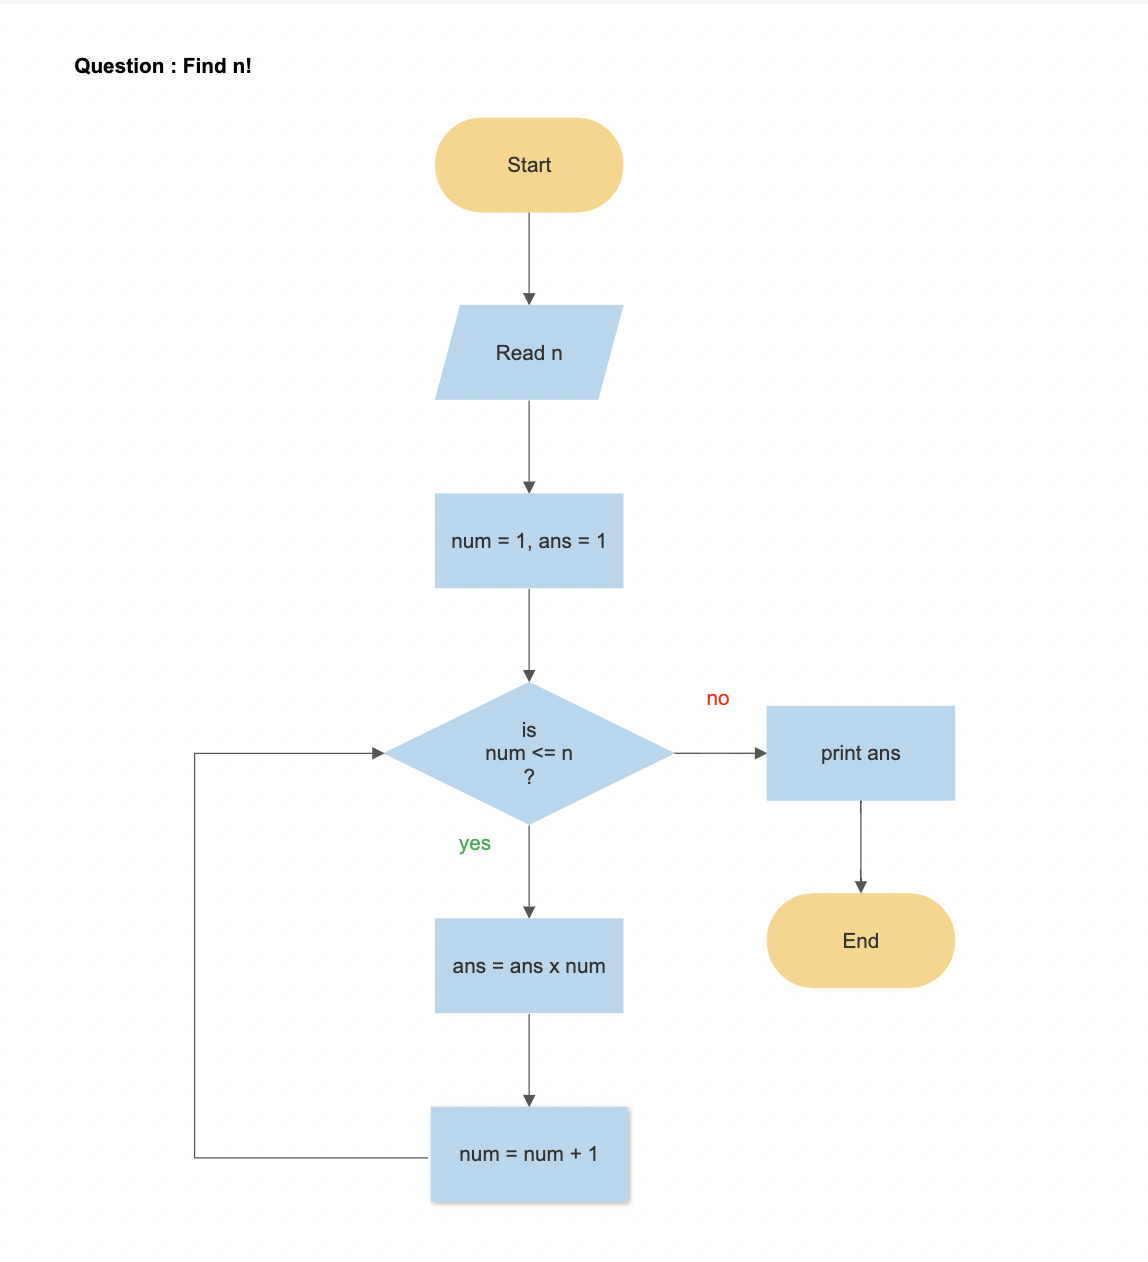 Question : Find n!
Start
Read n
num = 1, ans = 1
is
num <= n
?
no
print ans
yes
ans = ans x num
End
num = num + 1